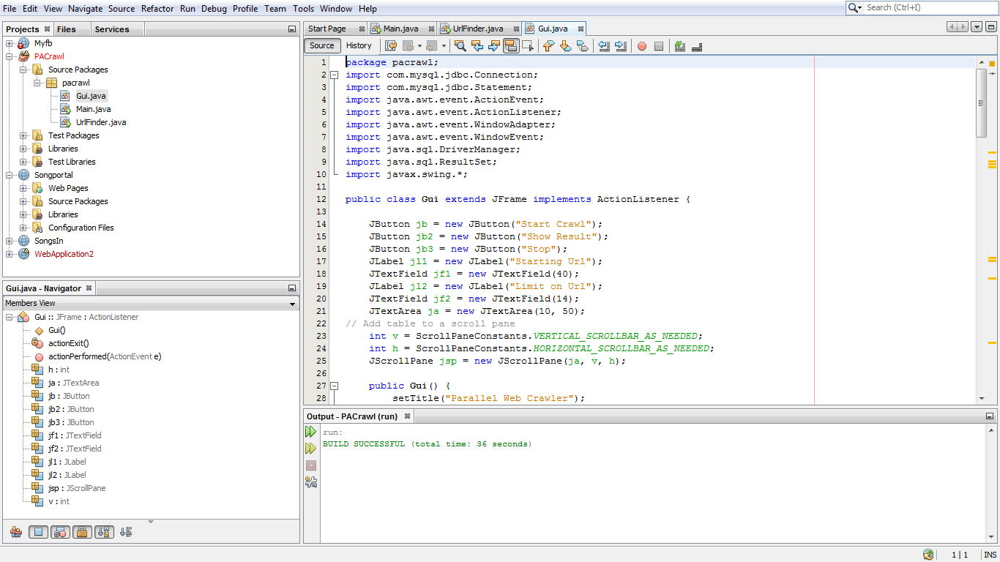 File Edit View Navigate Source Refactor Run Debug Profile Team Tools Window Help
Search (Ctrl+I)
Projects Files Services
Myfb
PACrawl
Source Packages
pacrawl
Gui.java
Main.java
UrlFinder.java
Test Packages
Libraries
Test Libraries
Songportal
Web Pages
Source Packages
Libraries
Configuration Files
SongsIn
WebApplication2
Gui.java - Navigator
Members View
Gui :: JFrame : ActionListener
Gui()
actionExit()
actionPerformed(ActionEvent e)
h : int
ja : JTextArea
jb : JButton
jb2 : JButton
jb3 : JButton
jf1 : JTextField
jf2 : JTextField
jl1 : JLabel
jl2 : JLabel
jsp : JScrollPane
v : int
Start Page Main.java UrlFinder.java Gui.java
Source History
1 package pacrawl;
2 import com.mysql.jdbc.Connection;
3 import com.mysql.jdbc.Statement;
4 import java.awt.event.ActionEvent;
5 import java.awt.event.ActionListener;
6 import java.awt.event.WindowAdapter;
7 import java.awt.event.WindowEvent;
8 import java.sql.DriverManager;
9 import java.sql.ResultSet;
10 import javax.swing.*;
11
12 public class Gui extends JFrame implements ActionListener {
13
14 JButton jb = new JButton("Start Crawl");
15 JButton jb2 = new JButton("Show Result");
16 JButton jb3 = new JButton("Stop");
17 JLabel jl1 = new JLabel("Starting Url");
18 JTextField jf1 = new JTextField(40);
19 JLabel jl2 = new JLabel("Limit on Url");
20 JTextField jf2 = new JTextField(14);
21 JTextArea ja = new JTextArea(10, 50);
22 // Add table to a scroll pane
23 int v = ScrollPaneConstants.VERTICAL_SCROLLBAR_AS_NEEDED;
24 int h = ScrollPaneConstants.HORIZONTAL_SCROLLBAR_AS_NEEDED;
25 JScrollPane jsp = new JScrollPane(ja, v, h);
26
27 public Gui() {
28 setTitle("Parallel Web Crawler");
Output - PACrawl (run)
run:
BUILD SUCCESSFUL (total time: 36 seconds)
1 | 1 INS